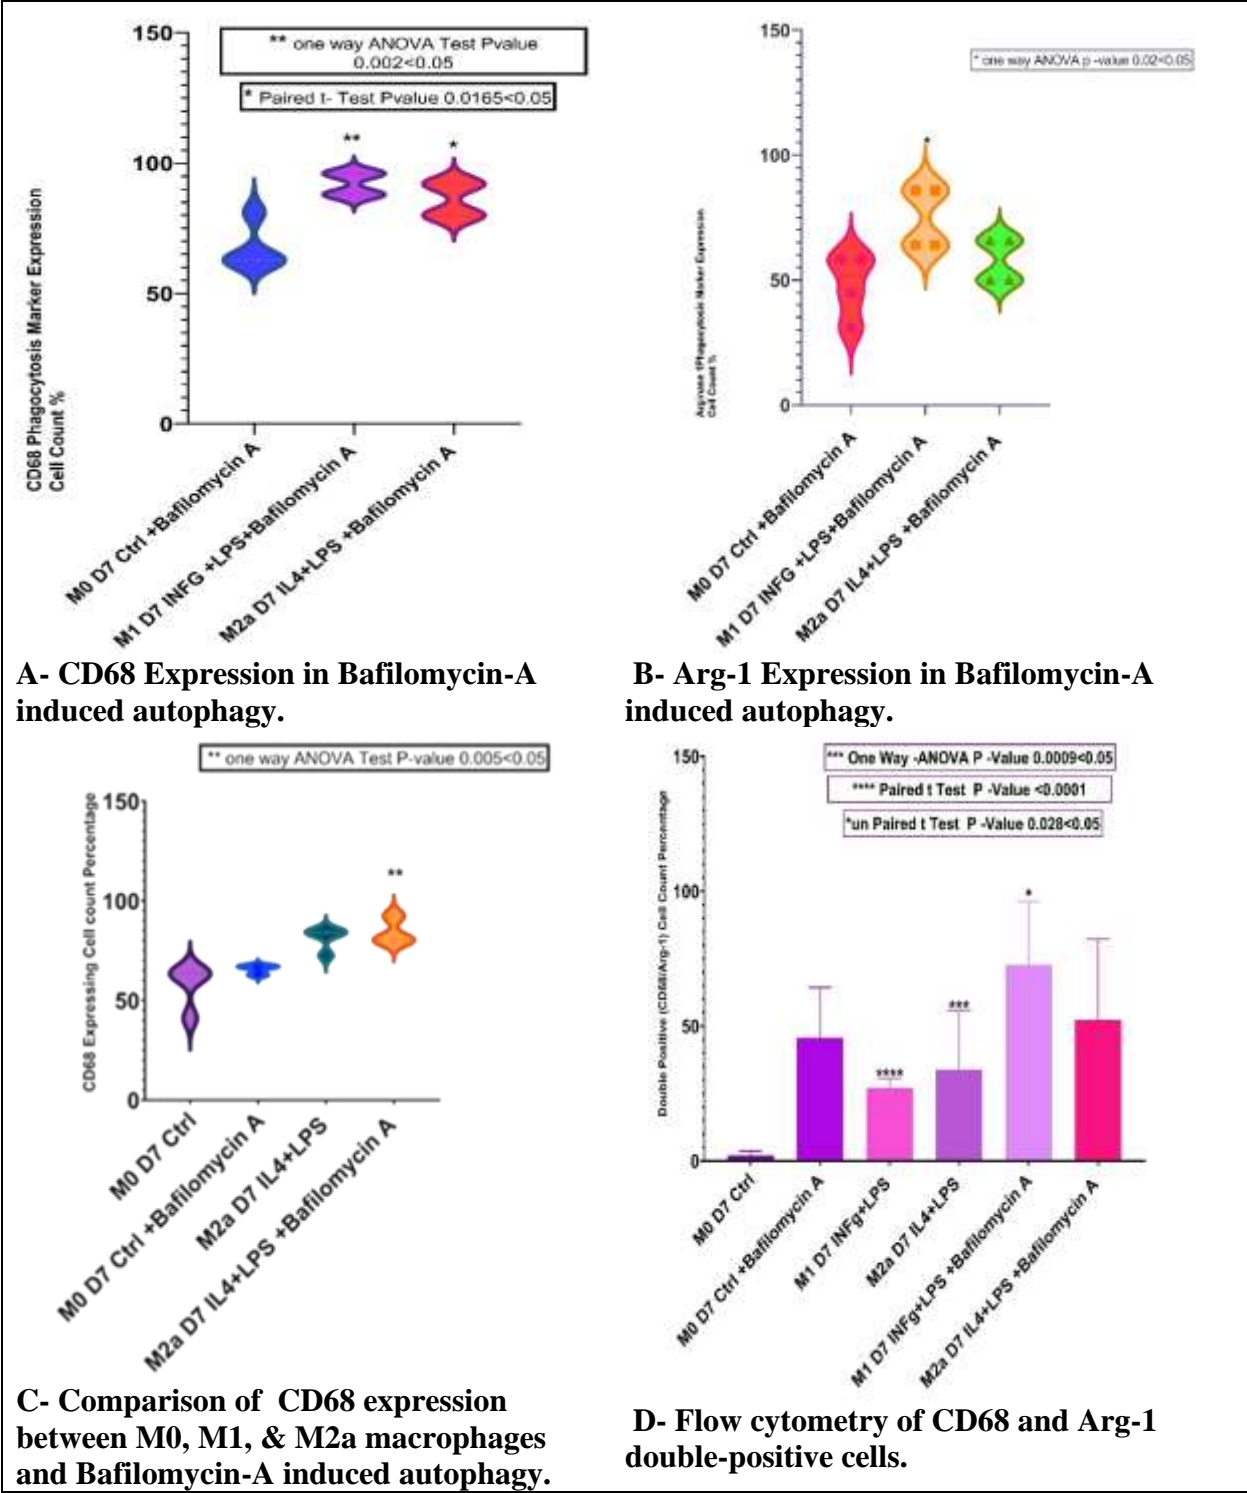 150
** one way ANOVA Test Pvalue
0.002<0.05
* Paired t- Test Pvalue 0.0165<0.05
**
*
100
50
0
CD68 Phagocytosis Marker Expression
Cell Count %
M0 D7 Ctrl +Bafilomycin A
M1 D7 INFG +LPS+Bafilomycin A
M2a D7 IL4+LPS +Bafilomycin A
A- CD68 Expression in Bafilomycin-A
induced autophagy.
150
* one way ANOVA p -value 0.02<0.05
*
100
50
0
Arginase 1Phagocytosis Marker Expression
Cell Count %
M0 D7 Ctrl +Bafilomycin A
M1 D7 INFG +LPS+Bafilomycin A
M2a D7 IL4+LPS +Bafilomycin A
B- Arg-1 Expression in Bafilomycin-A
induced autophagy.
** one way ANOVA Test P-value 0.005<0.05
150
**
100
50
0
CD68 Expressing Cell count Percentage
M0 D7 Ctrl
M0 D7 Ctrl +Bafilomycin A
M2a D7 IL4+LPS
M2a D7 IL4+LPS +Bafilomycin A
C- Comparison of CD68 expression
between M0, M1, & M2a macrophages
and Bafilomycin-A induced autophagy.
150
*** One Way -ANOVA P -Value 0.0009<0.05
**** Paired t Test P -Value <0.0001
*un Paired t Test P -Value 0.028<0.05
100
*
50
***
****
0
Double Positive (CD68/Arg-1) Cell Count Percentage
M0 D7 Ctrl
M0 D7 Ctrl +Bafilomycin A
M1 D7 INFg+LPS
M2a D7 IL4+LPS
M1 D7 INFg+LPS +Bafilomycin A
M2a D7 IL4+LPS +Bafilomycin A
D- Flow cytometry of CD68 and Arg-1
double-positive cells.